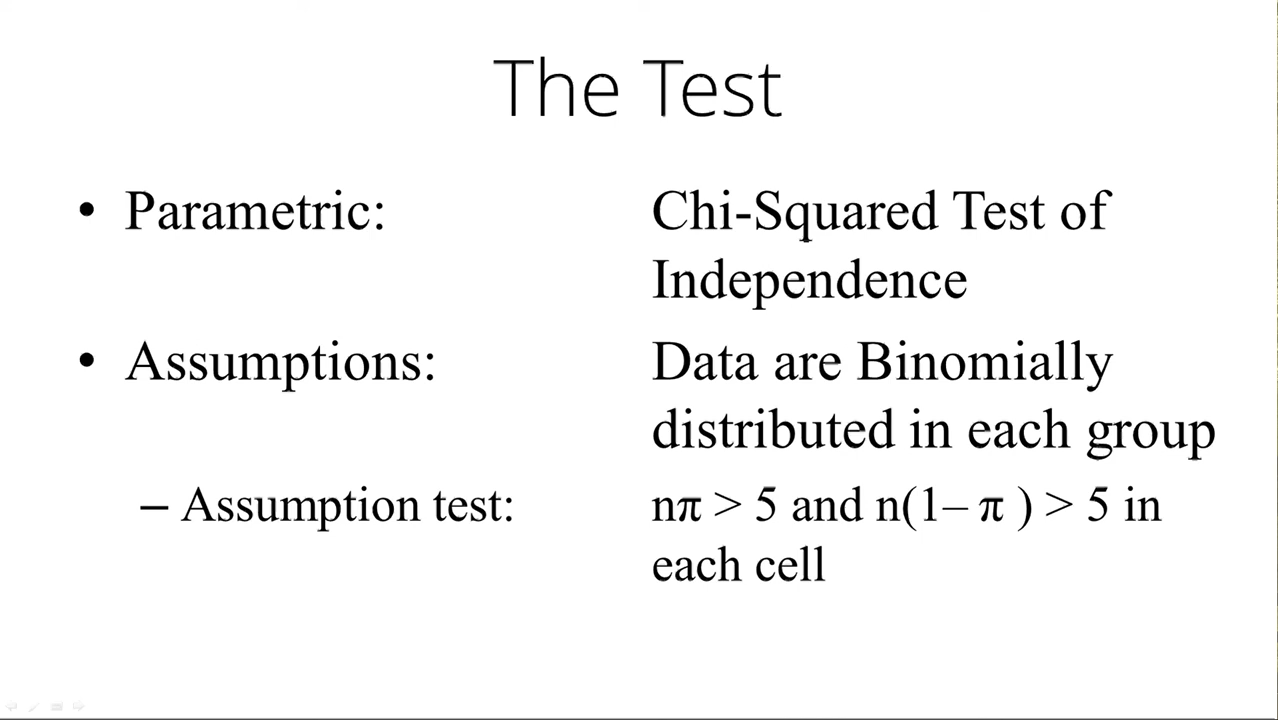 The Test
• Parametric: Chi-Squared Test of
Independence
• Assumptions: Data are Binomially
distributed in each group
– Assumption test: nπ > 5 and n(1– π ) > 5 in
each cell